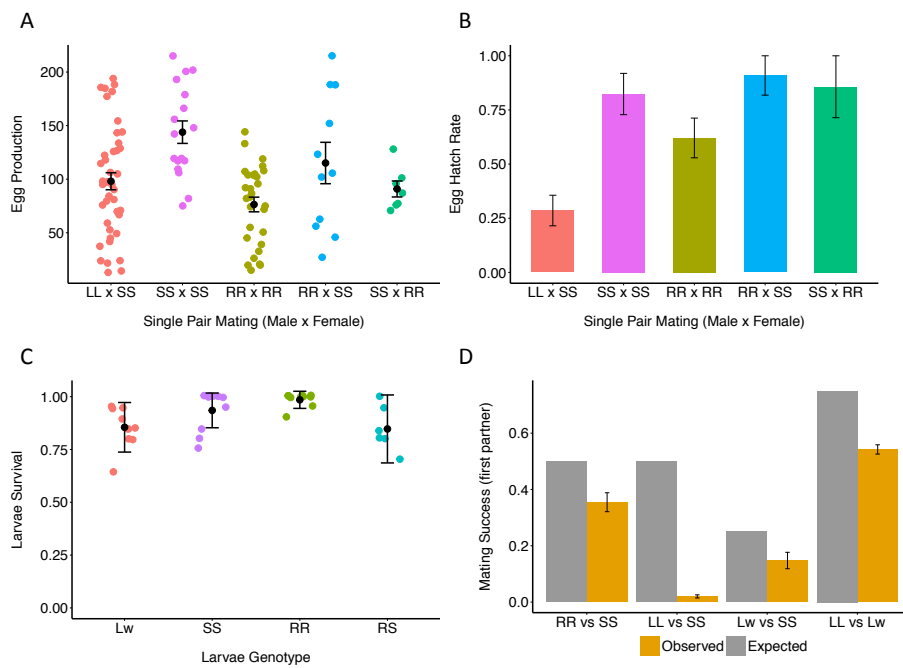 A
Egg Production
200
150
100
50
LL x SS SS x SS RR x RR RR x SS SS x RR
Single Pair Mating (Male x Female)
B
Egg Hatch Rate
1.00
0.75
0.50
0.25
0.00
LL x SS SS x SS RR x RR RR x SS SS x RR
Single Pair Mating (Male x Female)
C
Larvae Survival
1.00
0.75
0.50
0.25
0.00
Lw SS RR RS
Larvae Genotype
D
Mating Success (first partner)
0.6
0.4
0.2
0.0
RR vs SS LL vs SS Lw vs SS LL vs Lw
Observed Expected